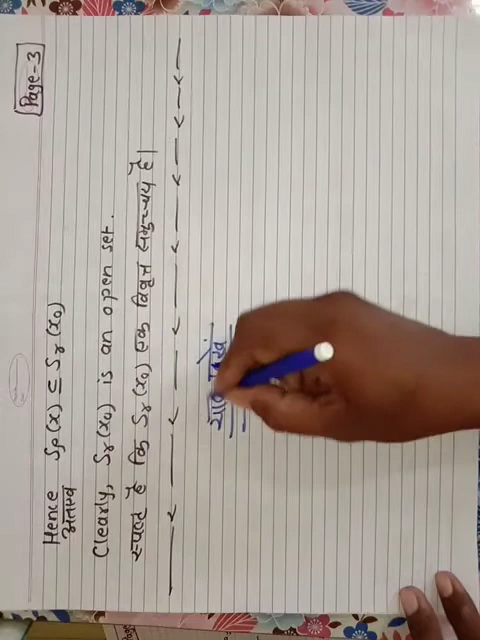 Page-3
Hence Sρ(x) ⊆ Sr(x0)
अतएव
Clearly, Sr(x0) is an open set.
स्पष्ट है कि Sr(x0) एक विवृत समुच्चय है।